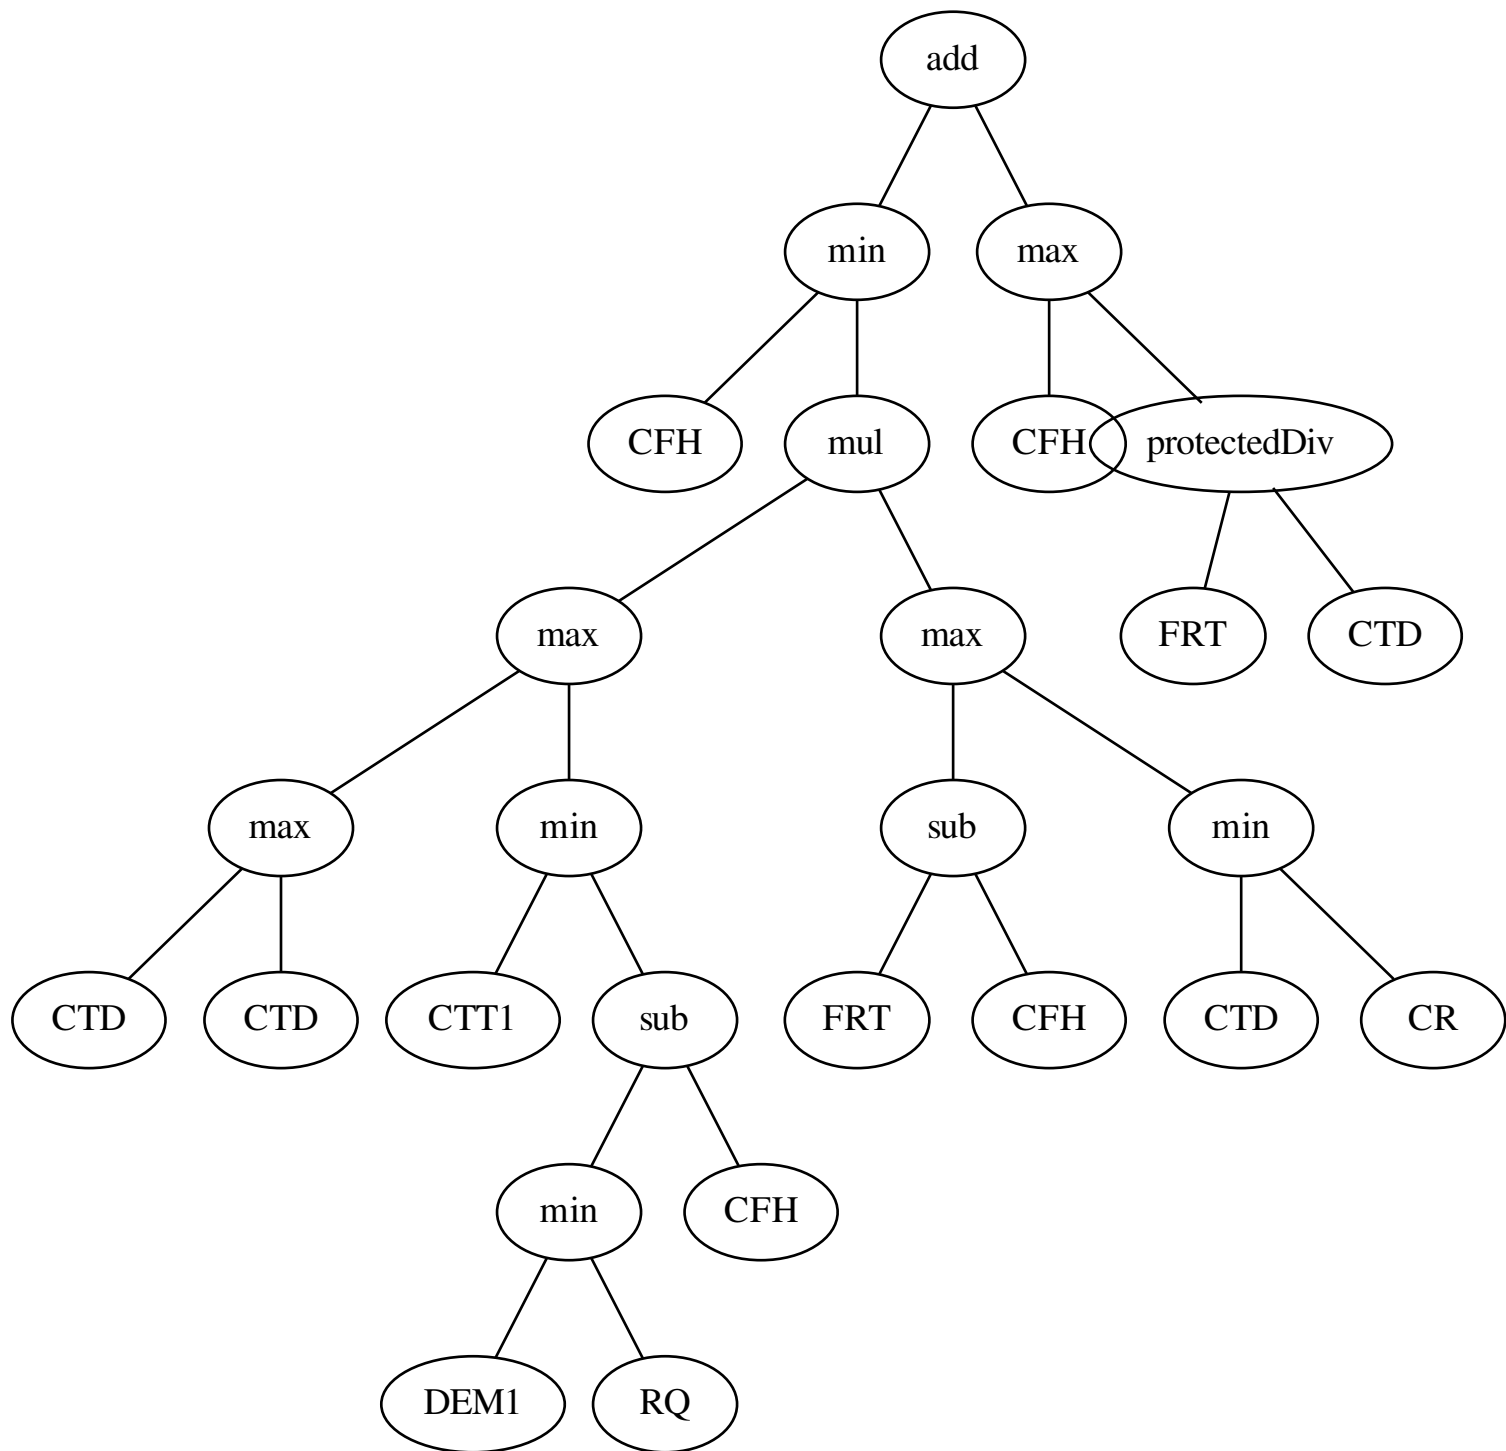 add
min max
CFH mul CFH protectedDiv
max max FRT CTD
max min sub min
CTD CTD CTT1 sub FRT CFH CTD CR
min CFH
DEM1 RQ